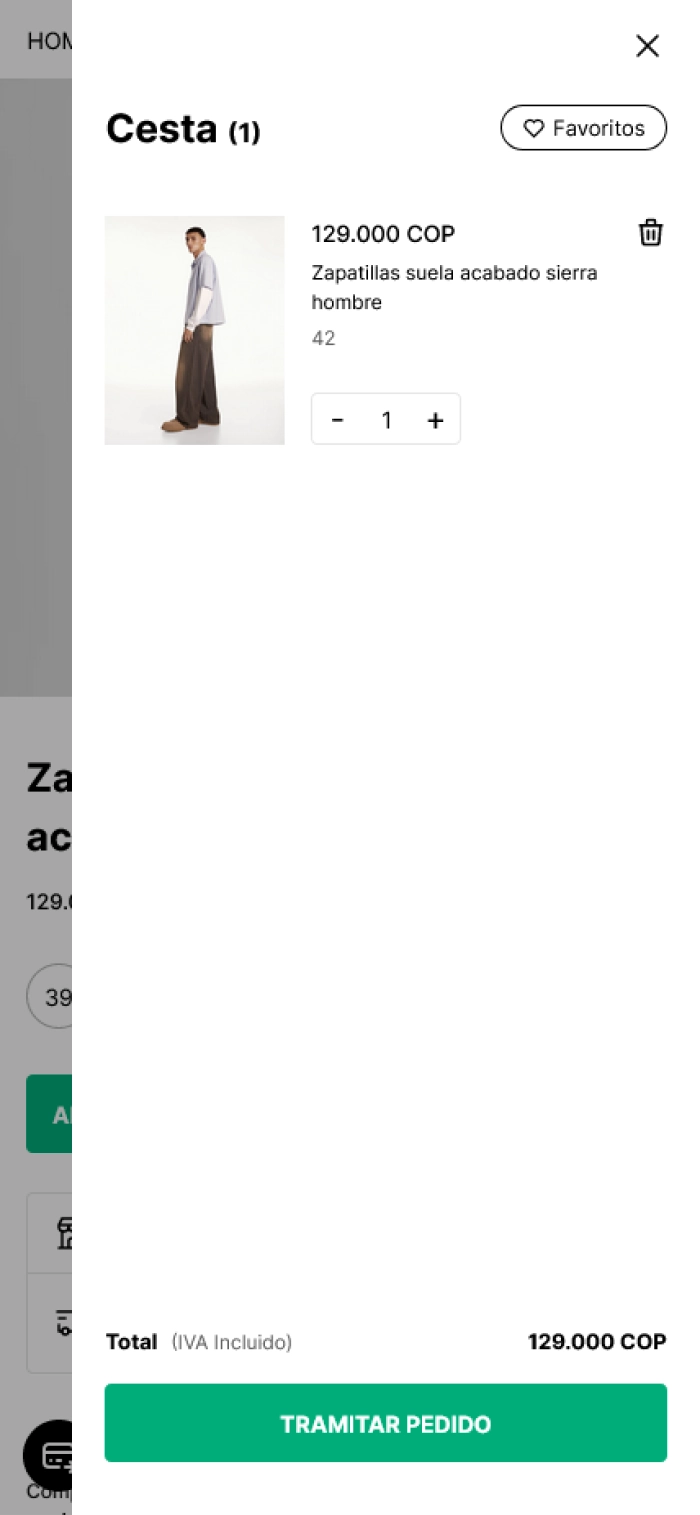 HOM
Cesta (1)
Favoritos
129.000 COP
Zapatillas suela acabado sierra
hombre
42
- 1 +
Za
ac
129.0
39
Total (IVA Incluido) 129.000 COP
TRAMITAR PEDIDO